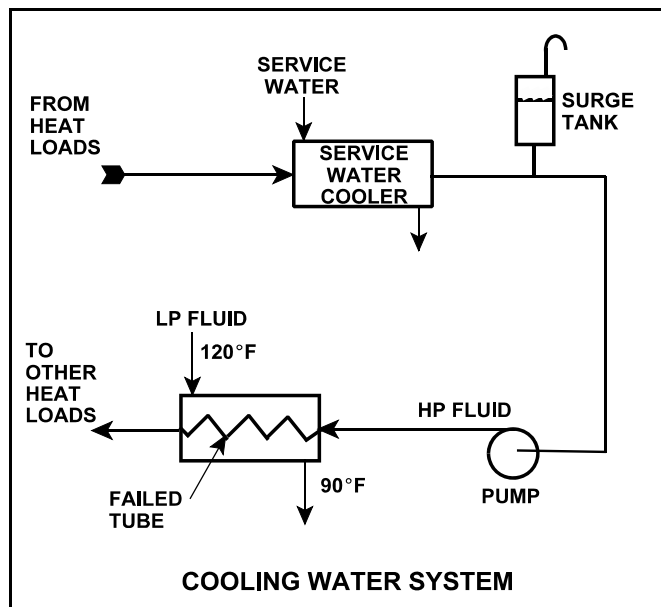 SERVICE
WATER
FROM
HEAT
LOADS
SERVICE
WATER
COOLER
SURGE
TANK
LP FLUID
120°F
TO
OTHER
HEAT
LOADS
HP FLUID
90°F
FAILED
TUBE
PUMP
COOLING WATER SYSTEM